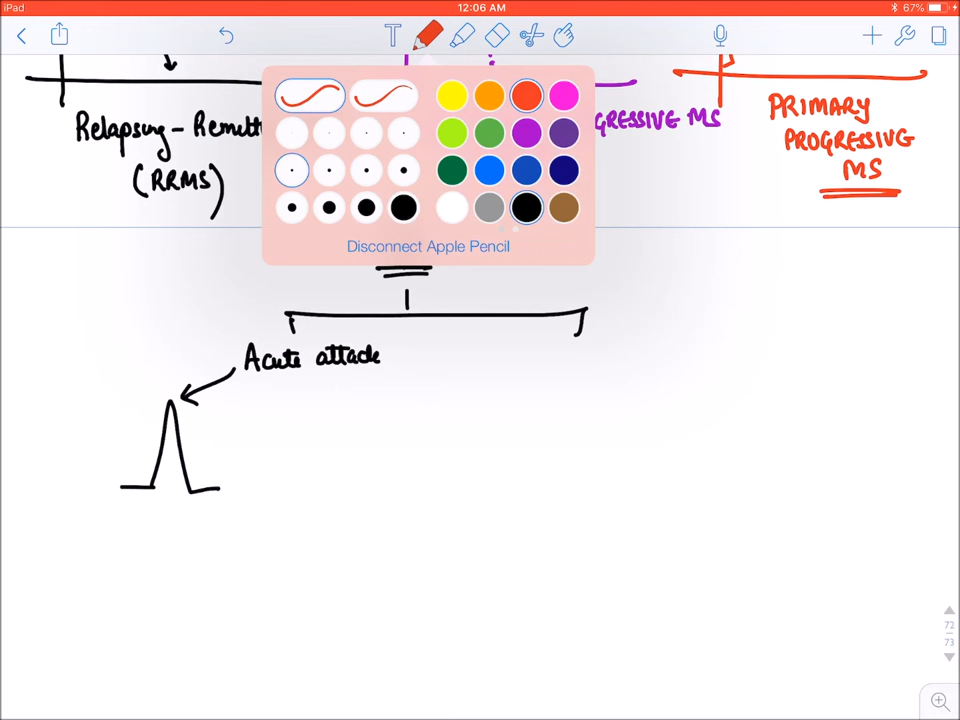 iPad
12:06 AM
67%
T
Relapsing - Remitt
(RRMS)
GRESSIVE MS
PRIMARY
PROGRESSIVE
MS
Disconnect Apple Pencil
Acute attack
72
73